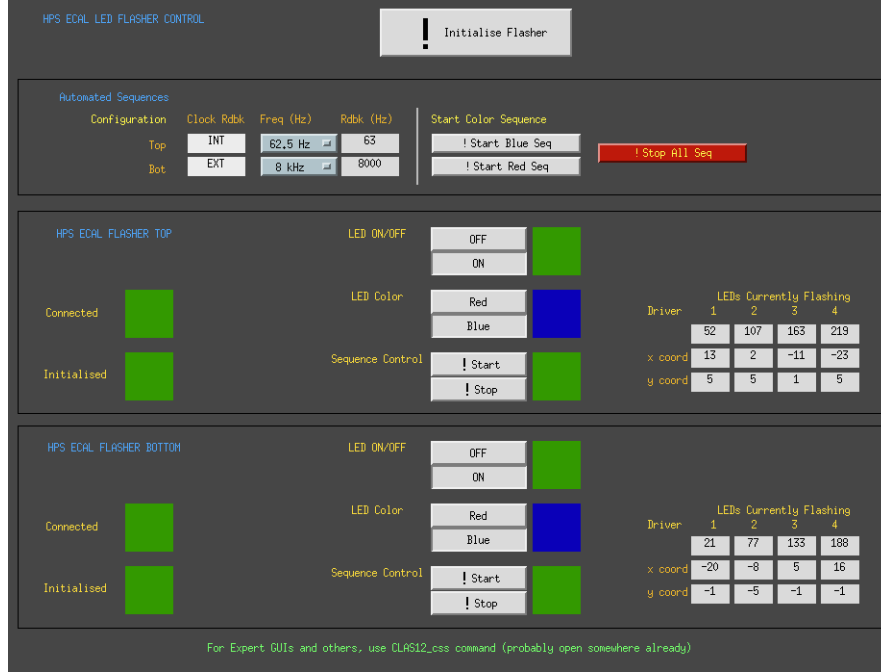 HPS ECAL LED FLASHER CONTROL
! Initialise Flasher
Automated Sequences
Configuration Clock Rdbk Freq (Hz) Rdbk (Hz) Start Color Sequence
Top INT 62.5 Hz 63 ! Start Blue Seq
! Stop All Seq
Bot EXT 8 kHz 8000 ! Start Red Seq
HPS ECAL FLASHER TOP LED ON/OFF OFF
ON
LED Color Red LEDs Currently Flashing
Connected Blue Driver 1 2 3 4
52 107 163 219
Initialised Sequence Control ! Start x coord 13 2 -11 -23
! Stop y coord 5 5 1 5
HPS ECAL FLASHER BOTTOM LED ON/OFF OFF
ON
LED Color Red LEDs Currently Flashing
Connected Blue Driver 1 2 3 4
21 77 133 188
Initialised Sequence Control ! Start x coord -20 -8 5 16
! Stop y coord -1 -5 -1 -1
For Expert GUIs and others, use CLAS12_css command (probably open somewhere already)